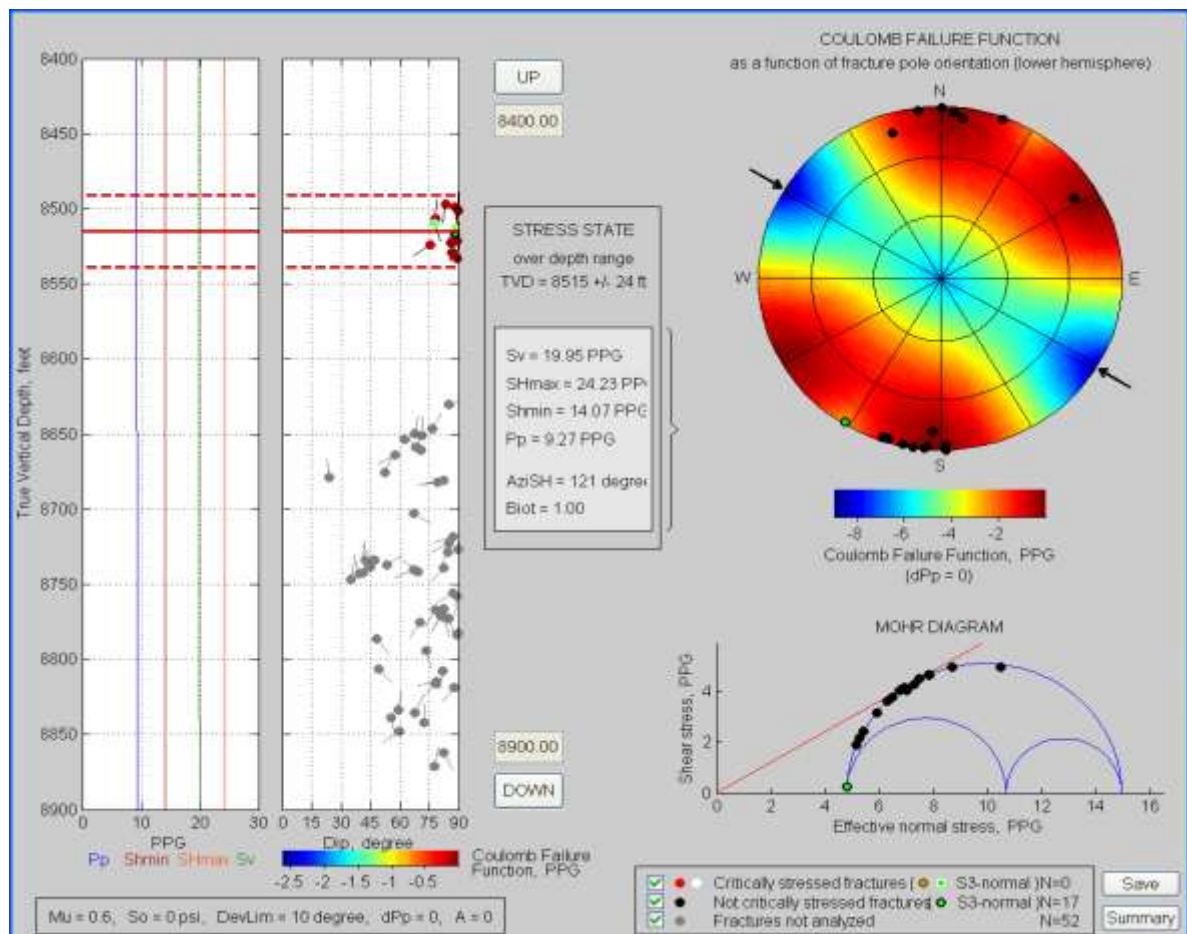 COULOMB FAILURE FUNCTION
as a function of fracture pole orientation (lower hemisphere)
N
W
E
S
-8
-6
-4
-2
Coulomb Failure Function, PPG
(dPp = 0)
UP
8400.00
8400
8450
8500
8550
8600
8650
8700
8750
8800
8850
8900
True Vertical Depth, feet
STRESS STATE
over depth range
TVD = 8515 +/- 24 ft
Sv = 19.95 PPG
SHmax = 24.23 PPG
Shmin = 14.07 PPG
Pp = 9.27 PPG
AziSH = 121 degree
Biot = 1.00
8900.00
DOWN
0 10 20 30
PPG
Pp Shmin SHmax Sv
0 15 30 45 60 75 90
Dip, degree
-2.5 -2 -1.5 -1 -0.5
Coulomb Failure
Function, PPG
MOHR DIAGRAM
Shear stress, PPG
4
2
0
0 2 4 6 8 10 12 14 16
Effective normal stress, PPG
Mu = 0.6, So = 0 psi, DevLim = 10 degree, dPp = 0, A = 0
Critically stressed fractures ( S3-normal )N=0
Not critically stressed fractures( S3-normal )N=17
Fractures not analyzed N=52
Save
Summary